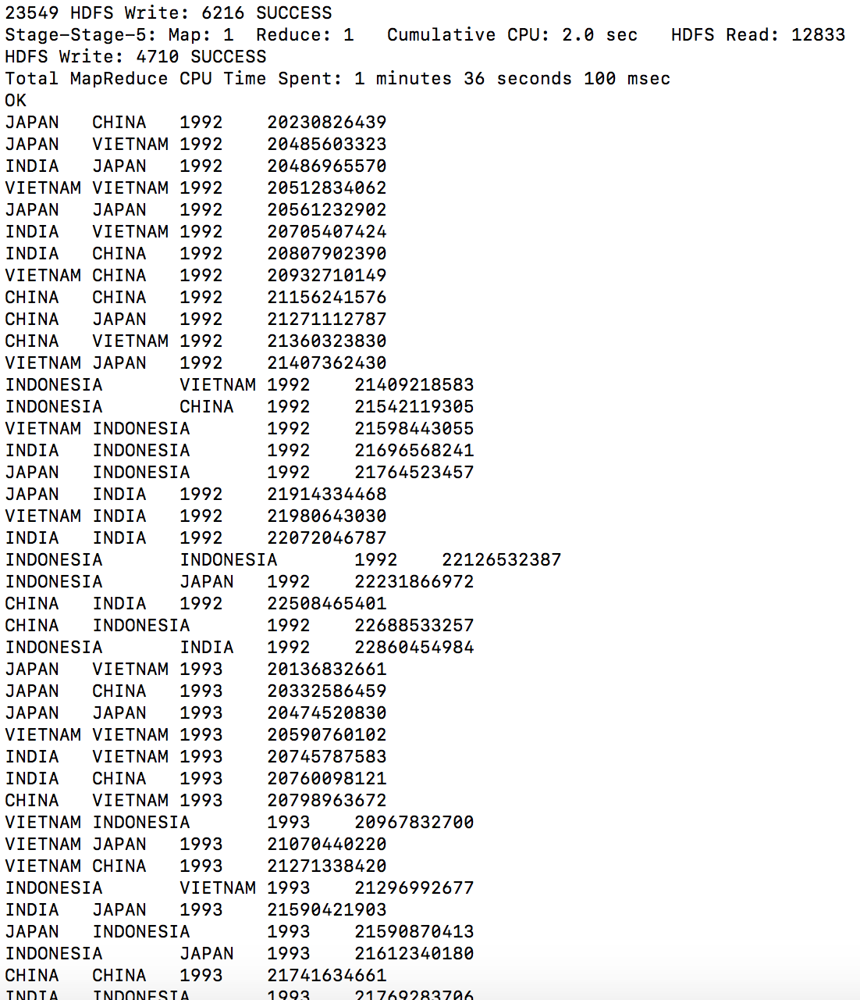 23549 HDFS Write: 6216 SUCCESS
Stage-Stage-5: Map: 1  Reduce: 1   Cumulative CPU: 2.0 sec   HDFS Read: 12833
HDFS Write: 4710 SUCCESS
Total MapReduce CPU Time Spent: 1 minutes 36 seconds 100 msec
OK
JAPAN	CHINA	1992	20230826439
JAPAN	VIETNAM	1992	20485603323
INDIA	JAPAN	1992	20486965570
VIETNAM	VIETNAM	1992	20512834062
JAPAN	JAPAN	1992	20561232902
INDIA	VIETNAM	1992	20705407424
INDIA	CHINA	1992	20807902390
VIETNAM	CHINA	1992	20932710149
CHINA	CHINA	1992	21156241576
CHINA	JAPAN	1992	21271112787
CHINA	VIETNAM	1992	21360323830
VIETNAM	JAPAN	1992	21407362430
INDONESIA	VIETNAM	1992	21409218583
INDONESIA	CHINA	1992	21542119305
VIETNAM	INDONESIA	1992	21598443055
INDIA	INDONESIA	1992	21696568241
JAPAN	INDONESIA	1992	21764523457
JAPAN	INDIA	1992	21914334468
VIETNAM	INDIA	1992	21980643030
INDIA	INDIA	1992	22072046787
INDONESIA	INDONESIA	1992	22126532387
INDONESIA	JAPAN	1992	22231866972
CHINA	INDIA	1992	22508465401
CHINA	INDONESIA	1992	22688533257
INDONESIA	INDIA	1992	22860454984
JAPAN	VIETNAM	1993	20136832661
JAPAN	CHINA	1993	20332586459
JAPAN	JAPAN	1993	20474520830
VIETNAM	VIETNAM	1993	20590760102
INDIA	VIETNAM	1993	20745787583
INDIA	CHINA	1993	20760098121
CHINA	VIETNAM	1993	20798963672
VIETNAM	INDONESIA	1993	20967832700
VIETNAM	JAPAN	1993	21070440220
VIETNAM	CHINA	1993	21271338420
INDONESIA	VIETNAM	1993	21296992677
INDIA	JAPAN	1993	21590421903
JAPAN	INDONESIA	1993	21590870413
INDONESIA	JAPAN	1993	21612340180
CHINA	CHINA	1993	21741634661
INDIA	INDONESIA	1993	21769283706